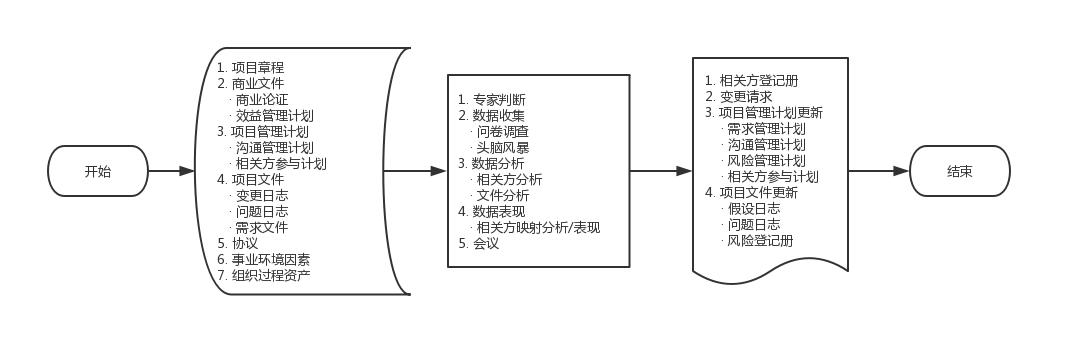 开始
1. 项目章程
2. 商业文件
· 商业论证
· 效益管理计划
3. 项目管理计划
· 沟通管理计划
· 相关方参与计划
4. 项目文件
· 变更日志
· 问题日志
· 需求文件
5. 协议
6. 事业环境因素
7. 组织过程资产
1. 专家判断
2. 数据收集
· 问卷调查
· 头脑风暴
3. 数据分析
· 相关方分析
· 文件分析
4. 数据表现
· 相关方映射分析/表现
5. 会议
1. 相关方登记册
2. 变更请求
3. 项目管理计划更新
· 需求管理计划
· 沟通管理计划
· 风险管理计划
· 相关方参与计划
4. 项目文件更新
· 假设日志
· 问题日志
· 风险登记册
结束